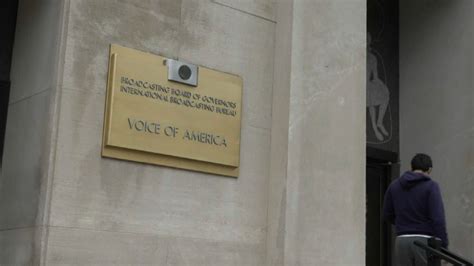 BROADCASTING BOARD OF GOVERNORS
INTERNATIONAL BROADCASTING BUREAU
VOICE OF AMERICA